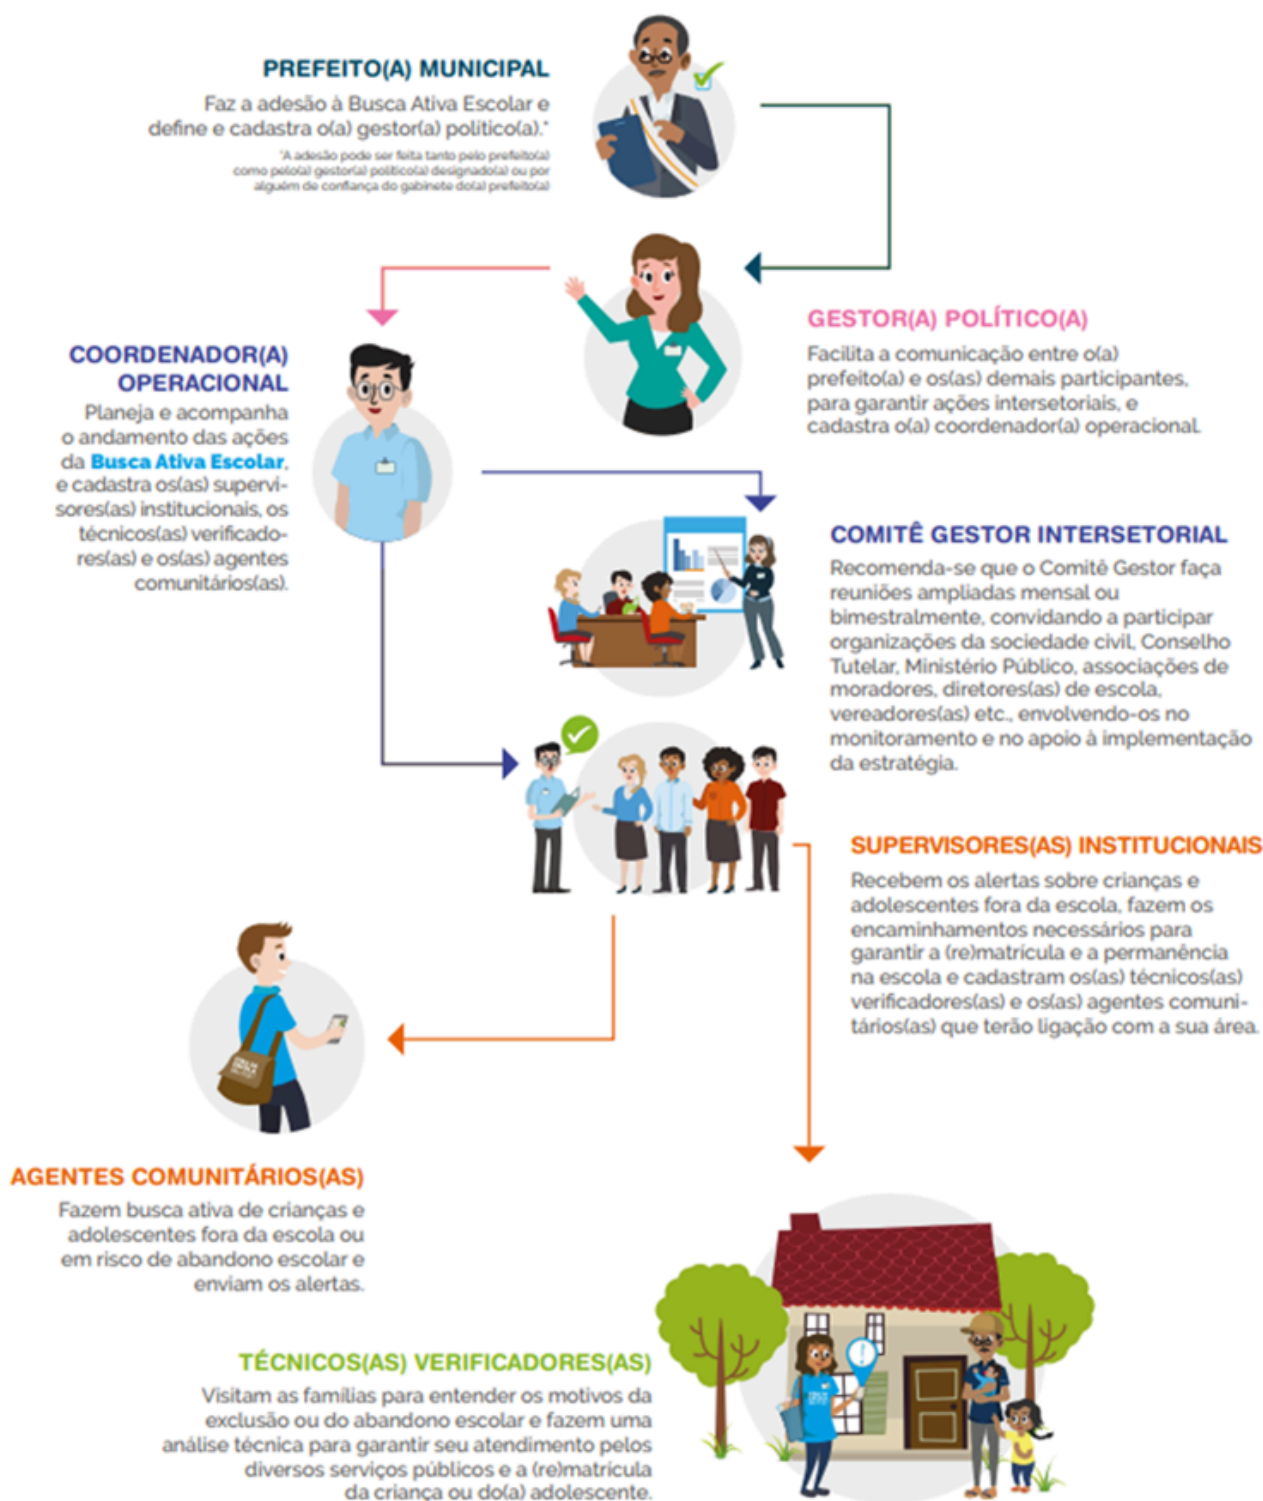 PREFEITO(A) MUNICIPAL
Faz a adesão à Busca Ativa Escolar e
define e cadastra o(a) gestor(a) político(a).*
*A adesão pode ser feita tanto pelo prefeito(a)
como pelo(a) gestor(a) político(a) designado(a) ou por
alguém de confiança do gabinete do(a) prefeito(a)
GESTOR(A) POLÍTICO(A)
Facilita a comunicação entre o(a)
prefeito(a) e os(as) demais participantes,
para garantir ações intersetoriais, e
cadastra o(a) coordenador(a) operacional.
COORDENADOR(A)
OPERACIONAL
Planeja e acompanha
o andamento das ações
da Busca Ativa Escolar,
e cadastra os(as) supervi-
sores(as) institucionais, os
técnicos(as) verificado-
res(as) e os(as) agentes
comunitários(as).
COMITÊ GESTOR INTERSETORIAL
Recomenda-se que o Comitê Gestor faça
reuniões ampliadas mensal ou
bimestralmente, convidando a participar
organizações da sociedade civil, Conselho
Tutelar, Ministério Público, associações de
moradores, diretores(as) de escola,
vereadores(as) etc., envolvendo-os no
monitoramento e no apoio à implementação
da estratégia.
SUPERVISORES(AS) INSTITUCIONAIS
Recebem os alertas sobre crianças e
adolescentes fora da escola, fazem os
encaminhamentos necessários para
garantir a (re)matrícula e a permanência
na escola e cadastram os(as) técnicos(as)
verificadores(as) e os(as) agentes comuni-
tários(as) que terão ligação com a sua área.
AGENTES COMUNITÁRIOS(AS)
Fazem busca ativa de crianças e
adolescentes fora da escola ou
em risco de abandono escolar e
enviam os alertas.
TÉCNICOS(AS) VERIFICADORES(AS)
Visitam as famílias para entender os motivos da
exclusão ou do abandono escolar e fazem uma
análise técnica para garantir seu atendimento pelos
diversos serviços públicos e a (re)matrícula
da criança ou do(a) adolescente.